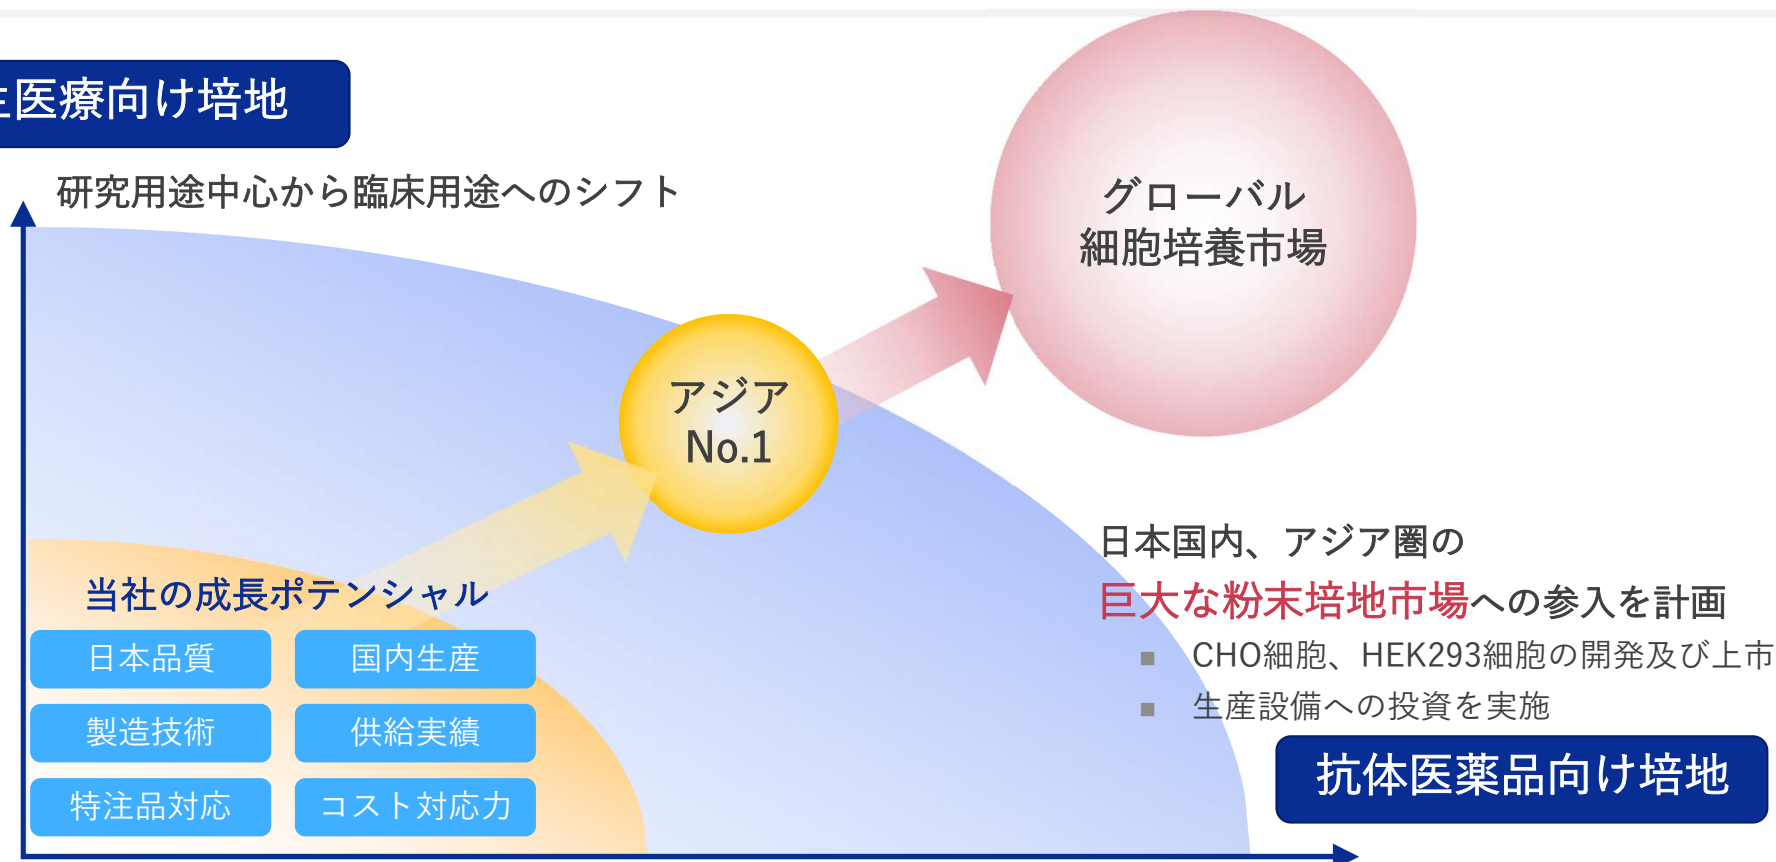 生医療向け培地
研究用途中心から臨床用途へのシフト
グローバル
細胞培養市場
アジア
No.1
当社の成長ポテンシャル
日本品質
国内生産
製造技術
供給実績
特注品対応
コスト対応力
日本国内、アジア圏の
巨大な粉末培地市場への参入を計画
■ CHO細胞、HEK293細胞の開発及び上市
■ 生産設備への投資を実施
抗体医薬品向け培地